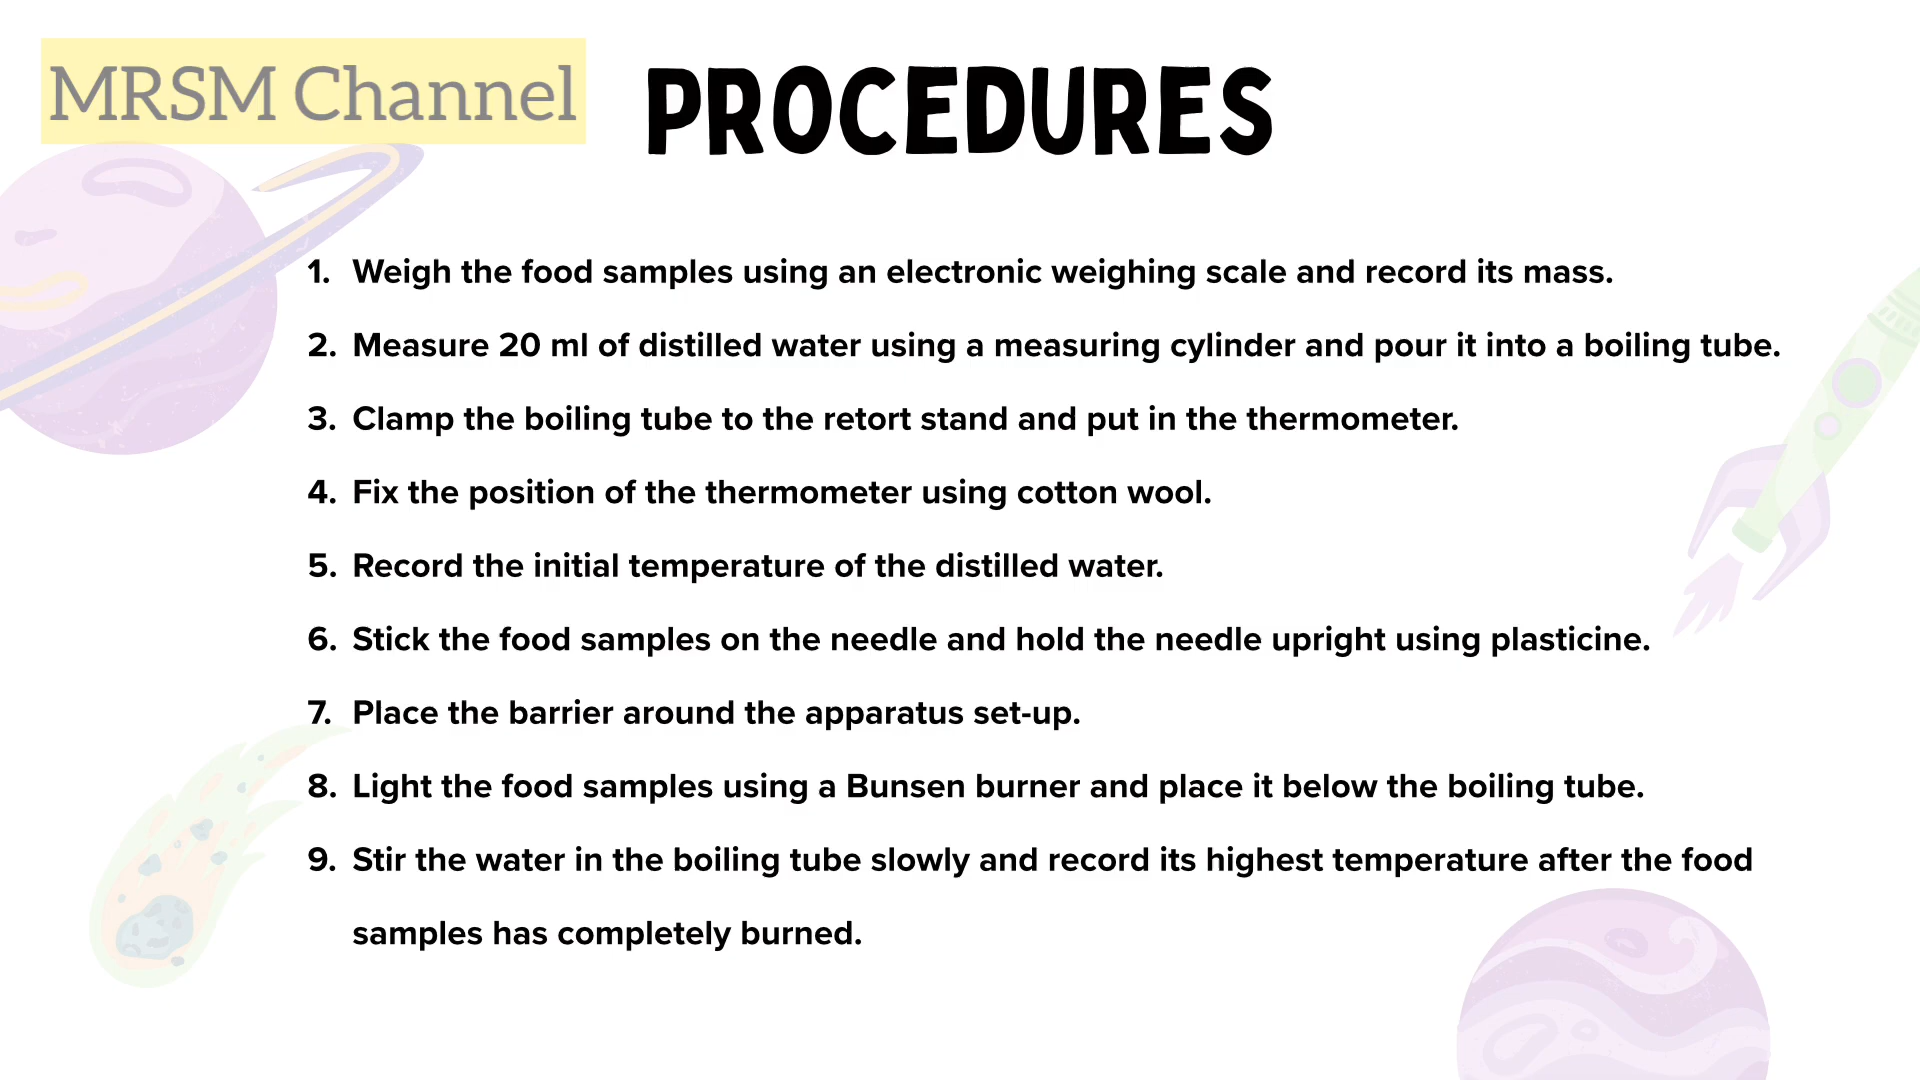 MRSM Channel
PROCEDURES
1. Weigh the food samples using an electronic weighing scale and record its mass.
2. Measure 20 ml of distilled water using a measuring cylinder and pour it into a boiling tube.
3. Clamp the boiling tube to the retort stand and put in the thermometer.
4. Fix the position of the thermometer using cotton wool.
5. Record the initial temperature of the distilled water.
6. Stick the food samples on the needle and hold the needle upright using plasticine.
7. Place the barrier around the apparatus set-up.
8. Light the food samples using a Bunsen burner and place it below the boiling tube.
9. Stir the water in the boiling tube slowly and record its highest temperature after the food
samples has completely burned.